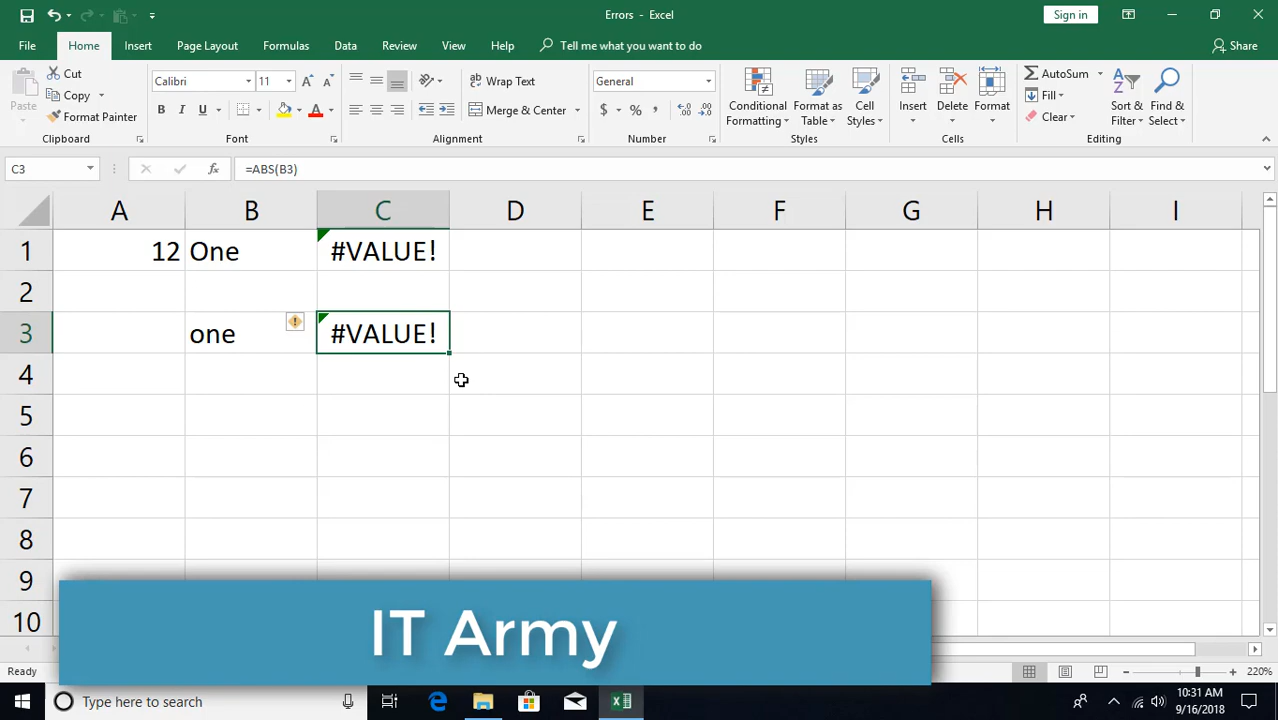 Errors - Excel
Sign in
File Home Insert Page Layout Formulas Data Review View Help Tell me what you want to do Share
Paste
Cut
Copy
Format Painter
Clipboard
Calibri 11
B I U
Font
Wrap Text
Merge & Center
Alignment
General
$ % ,
Number
Conditional Formatting
Format as Table
Cell Styles
Styles
Insert
Delete
Format
Cells
AutoSum
Fill
Clear
Sort & Filter
Find & Select
Editing
C3 fx =ABS(B3)
A B C D E F G H I
1 12 One #VALUE!
2
3 one #VALUE!
4
5
6
7
8
9
10
IT Army
Ready 220%
Type here to search
10:31 AM
9/16/2018